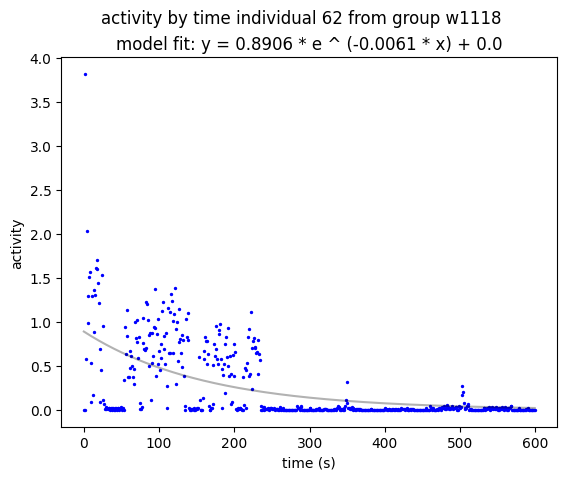 activity by time individual 62 from group w1118
model fit: y = 0.8906 * e ^ (-0.0061 * x) + 0.0
4.0
3.5
3.0
2.5
2.0
1.5
1.0
0.5
0.0
activity
0 100 200 300 400 500 600
time (s)